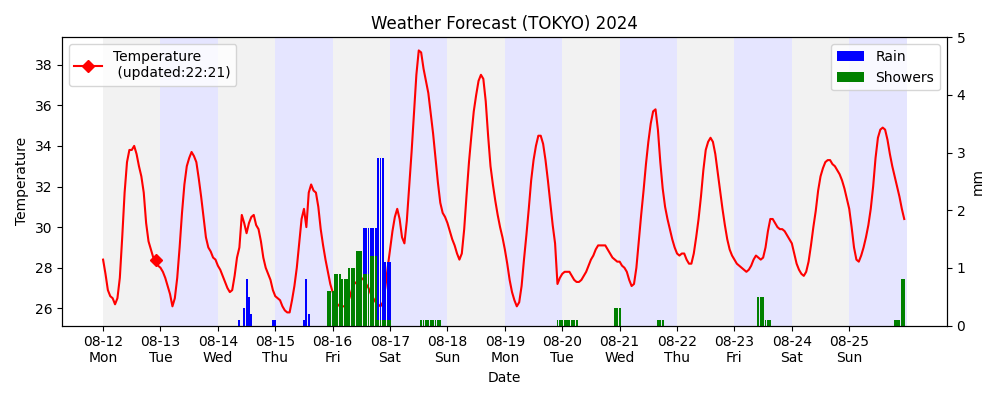 Weather Forecast (TOKYO) 2024
Temperature
(updated:22:21)
Rain
Showers
Temperature
38
36
34
32
30
28
26
5
4
3
2
1
0
mm
08-12 08-13 08-14 08-15 08-16 08-17 08-18 08-19 08-20 08-21 08-22 08-23 08-24 08-25
Mon Tue Wed Thu Fri Sat Sun Mon Tue Wed Thu Fri Sat Sun
Date